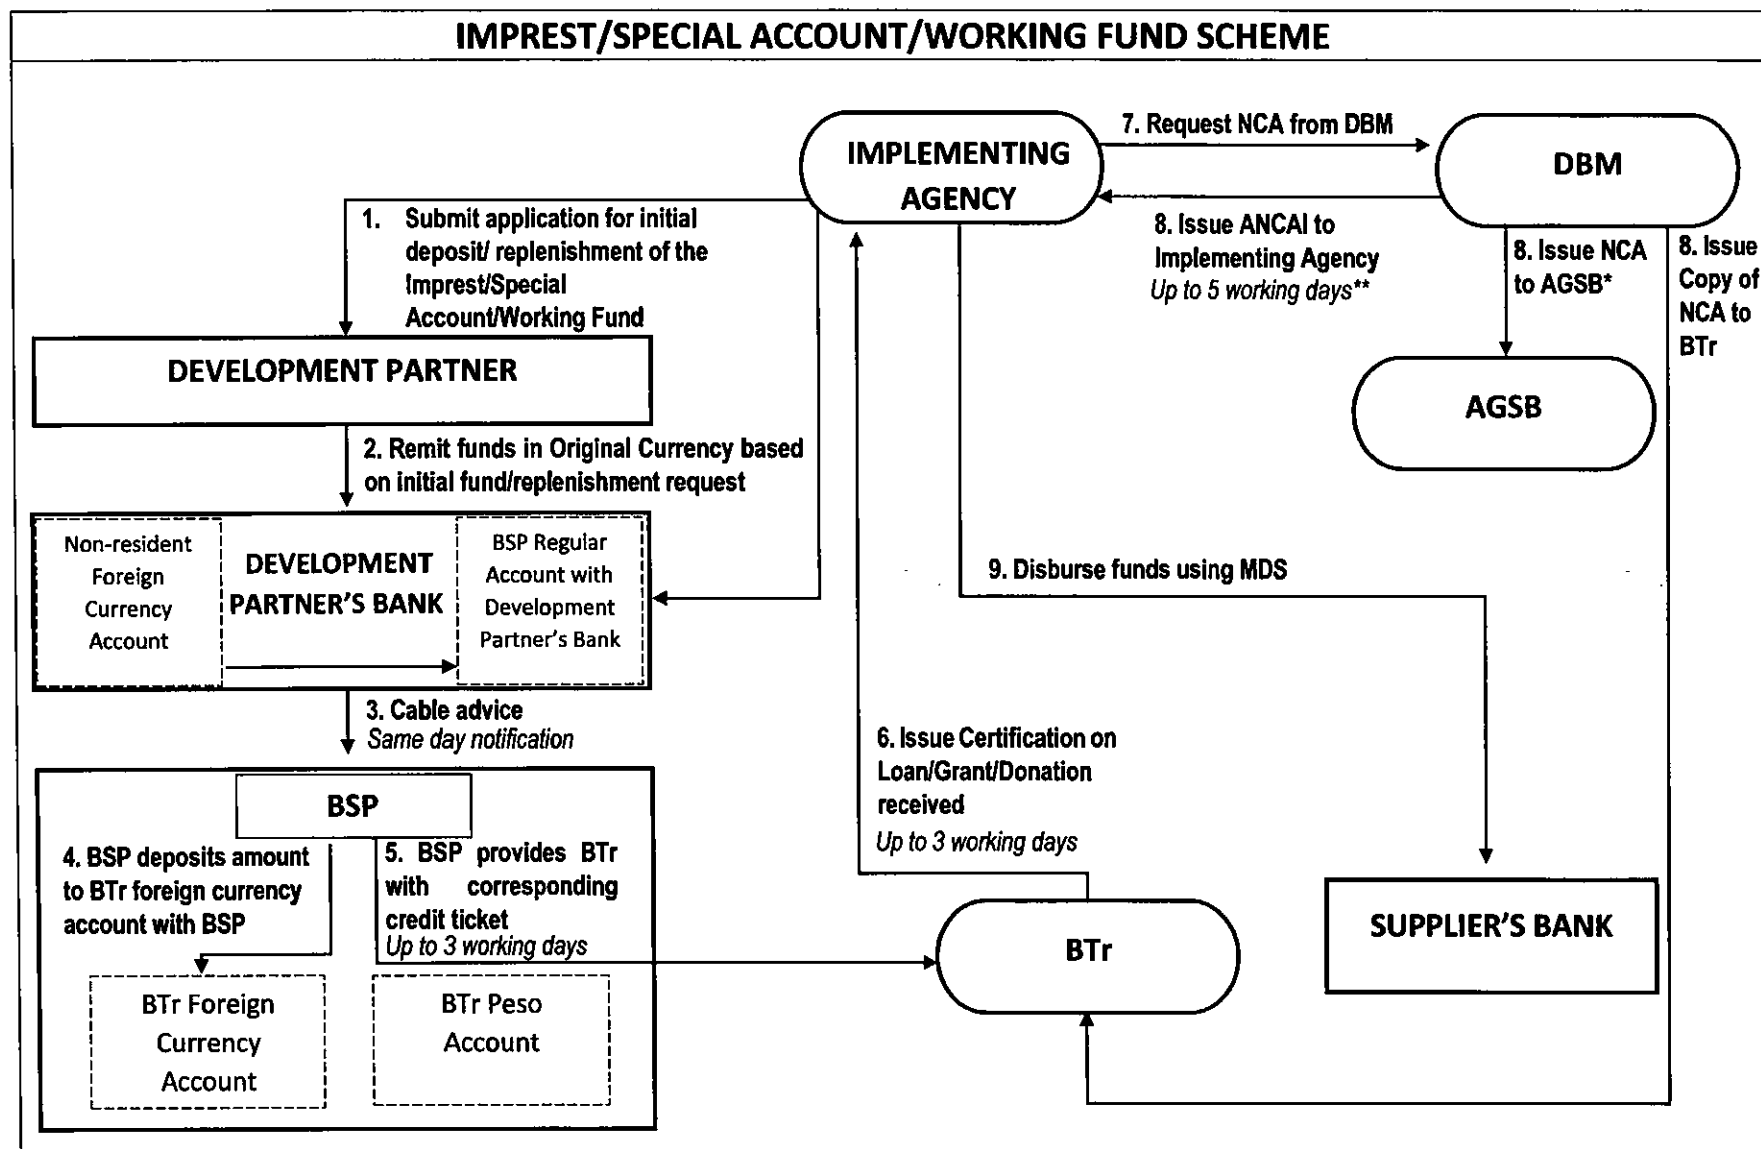 IMPREST/SPECIAL ACCOUNT/WORKING FUND SCHEME
IMPLEMENTING
AGENCY
7. Request NCA from DBM
DBM
1. Submit application for initial
deposit/ replenishment of the
Imprest/Special
Account/Working Fund
8. Issue ANCAI to
Implementing Agency
Up to 5 working days**
8. Issue NCA
to AGSB*
8. Issue
Copy of
NCA to
BTr
DEVELOPMENT PARTNER
AGSB
2. Remit funds in Original Currency based
on initial fund/replenishment request
Non-resident
Foreign
Currency
Account
DEVELOPMENT
PARTNER'S BANK
BSP Regular
Account with
Development
Partner's Bank
9. Disburse funds using MDS
3. Cable advice
Same day notification
6. Issue Certification on
Loan/Grant/Donation
received
Up to 3 working days
BSP
4. BSP deposits amount
to BTr foreign currency
account with BSP
5. BSP provides BTr
with corresponding
credit ticket
Up to 3 working days
BTr
SUPPLIER'S BANK
BTr Foreign
Currency
Account
BTr Peso
Account